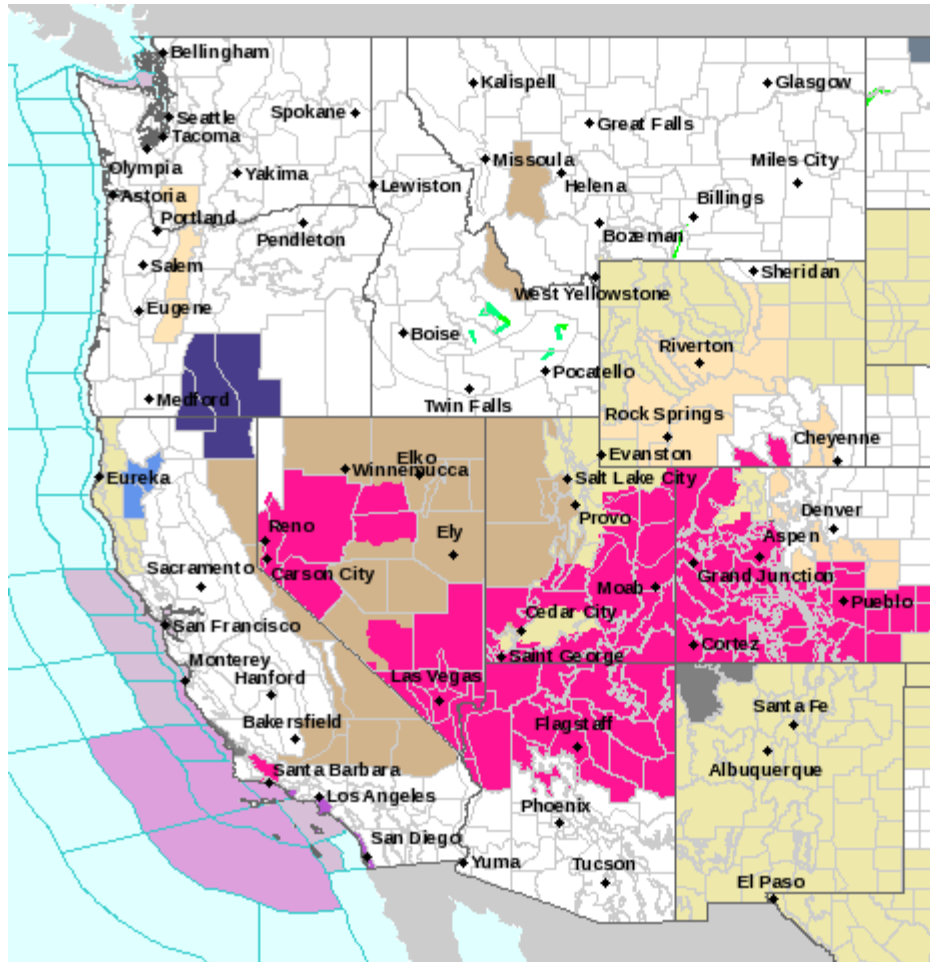 Bellingham
Kalispell
Glasgow
Seattle
Spokane
Great Falls
Tacoma
Olympia
Missoula
Miles City
Yakima
Lewiston
Helena
Astoria
Billings
Portland
Pendleton
Bozeman
Salem
Sheridan
West Yellowstone
Eugene
Boise
Riverton
Pocatello
Medford
Twin Falls
Rock Springs
Cheyenne
Elko
Evanston
Eureka
Winnemucca
Salt Lake City
Provo
Denver
Reno
Ely
Aspen
Sacramento
Carson City
Moab
Grand Junction
Pueblo
San Francisco
Cedar City
Cortez
Monterey
Saint George
Hanford
Las Vegas
Santa Fe
Bakersfield
Flagstaff
Albuquerque
Santa Barbara
Los Angeles
Phoenix
San Diego
Yuma
Tucson
El Paso